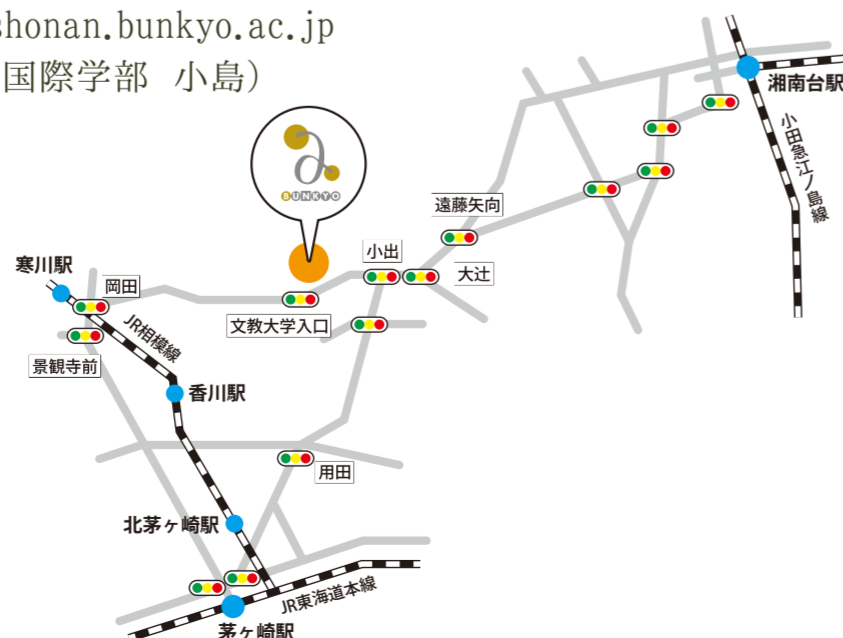 shonan.bunkyo.ac.jp
国際学部 小島)
湘南台駅
小田急江ノ島線
BUNKYO
遠藤矢向
小出
大辻
寒川駅
岡田
文教大学入口
JR相模線
景観寺前
香川駅
用田
北茅ヶ崎駅
JR東海道本線
茅ヶ崎駅